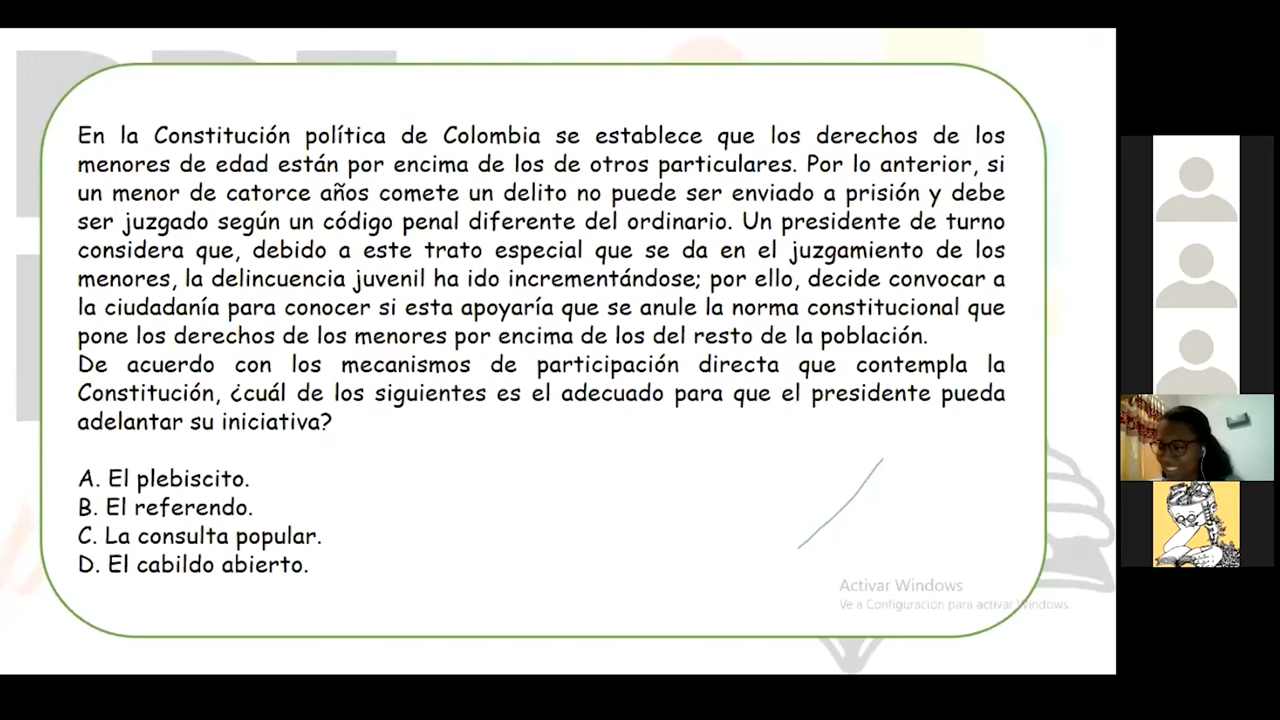 En la Constitución política de Colombia se establece que los derechos de los
menores de edad están por encima de los de otros particulares. Por lo anterior, si
un menor de catorce años comete un delito no puede ser enviado a prisión y debe
ser juzgado según un código penal diferente del ordinario. Un presidente de turno
considera que, debido a este trato especial que se da en el juzgamiento de los
menores, la delincuencia juvenil ha ido incrementándose; por ello, decide convocar a
la ciudadanía para conocer si esta apoyaría que se anule la norma constitucional que
pone los derechos de los menores por encima de los del resto de la población.
De acuerdo con los mecanismos de participación directa que contempla la
Constitución, ¿cuál de los siguientes es el adecuado para que el presidente pueda
adelantar su iniciativa?
A. El plebiscito.
B. El referendo.
C. La consulta popular.
D. El cabildo abierto.
Activar Windows
Ve a Configuración para activar Windows.